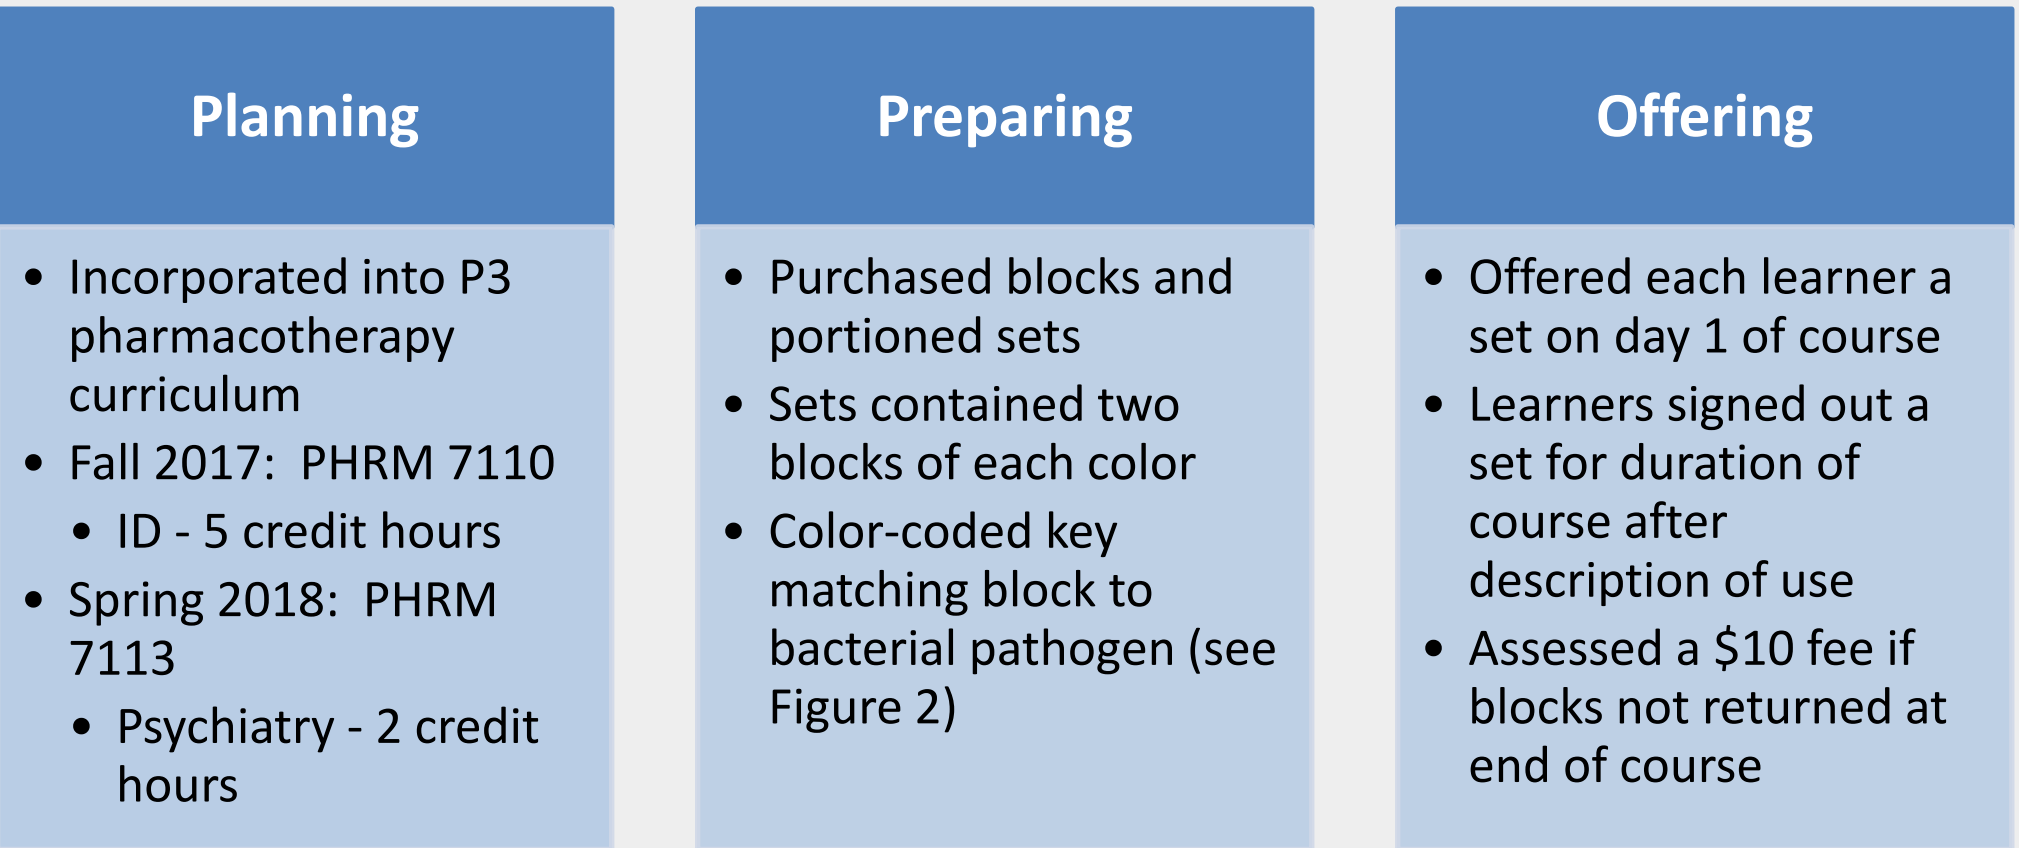 Planning
• Incorporated into P3
pharmacotherapy
curriculum
• Fall 2017:  PHRM 7110
• ID - 5 credit hours
• Spring 2018:  PHRM
7113
• Psychiatry - 2 credit
hours
Preparing
• Purchased blocks and
portioned sets
• Sets contained two
blocks of each color
• Color-coded key
matching block to
bacterial pathogen (see
Figure 2)
Offering
• Offered each learner a
set on day 1 of course
• Learners signed out a
set for duration of
course after
description of use
• Assessed a $10 fee if
blocks not returned at
end of course